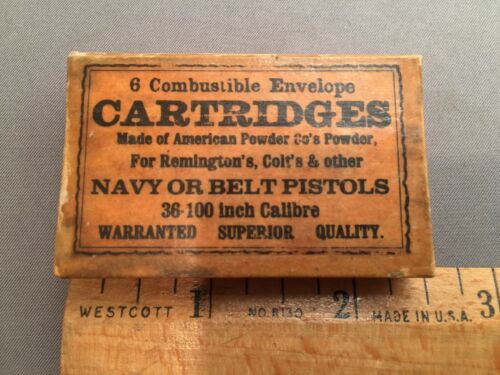 6 Combustible Envelope
CARTRIDGES
Made of American Powder Co's Powder,
For Remington's, Colt's & other
NAVY OR BELT PISTOLS
36-100 inch Calibre
WARRANTED SUPERIOR QUALITY.
1 2 3
WESTCOTT NO. R130 MADE IN U.S.A.